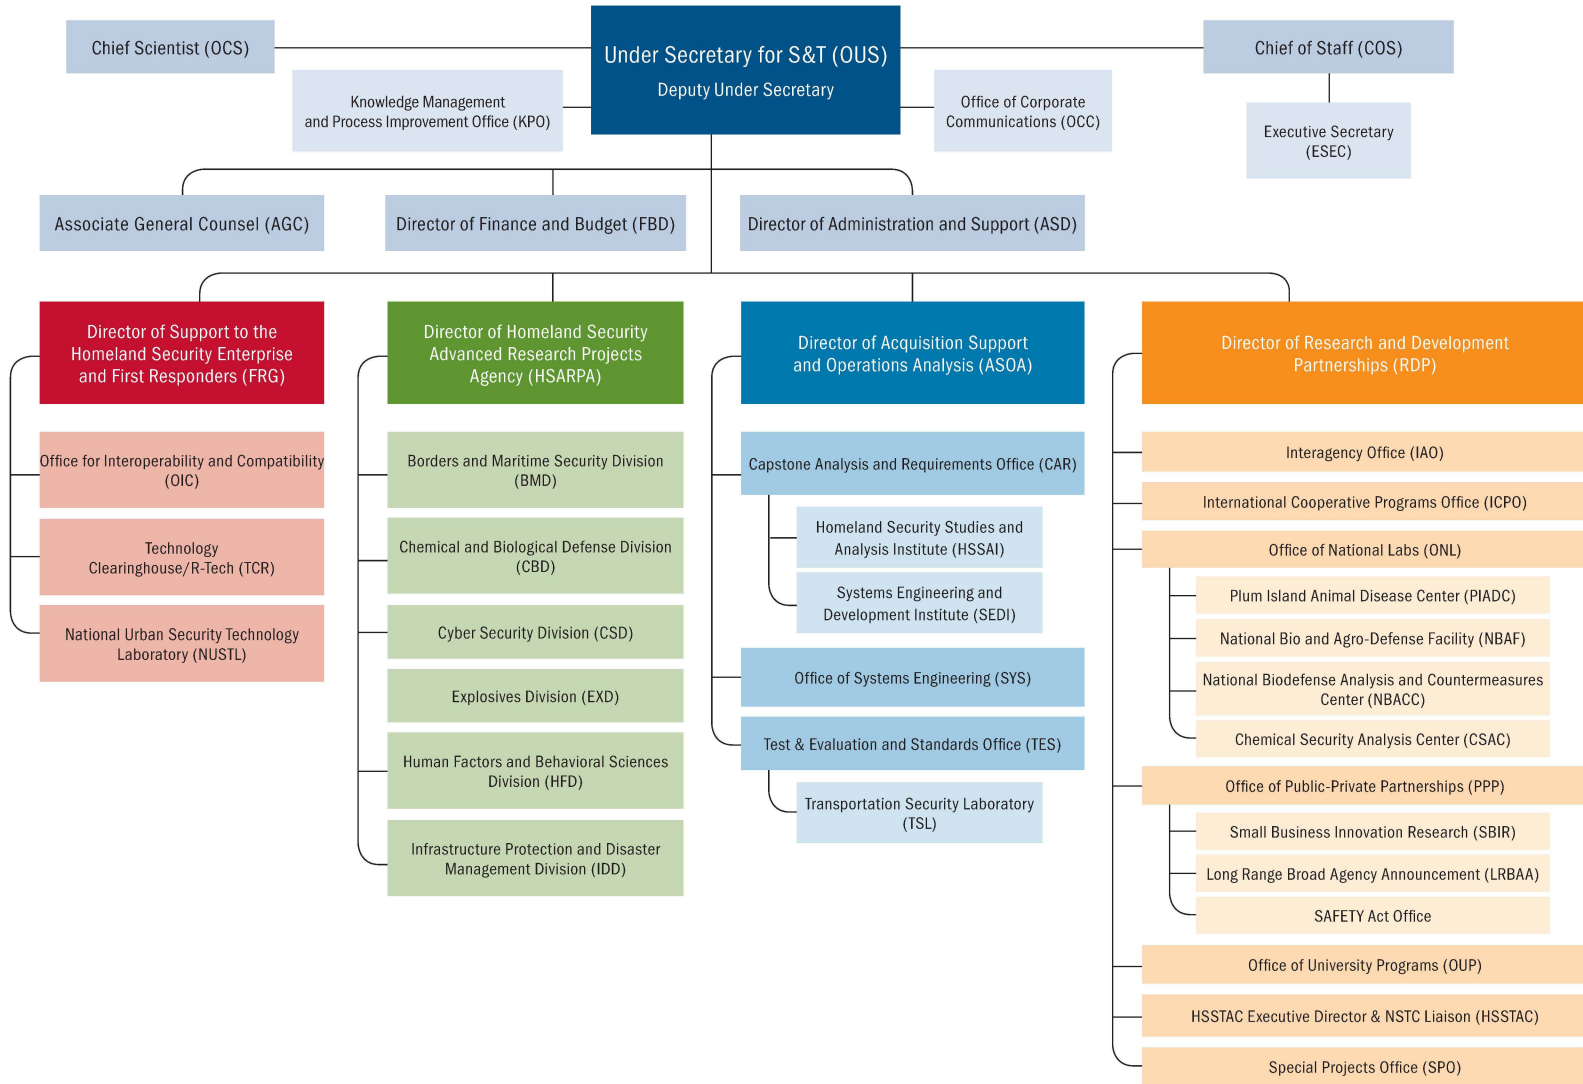 Chief Scientist (OCS)
Under Secretary for S&T (OUS)
Deputy Under Secretary
Chief of Staff (COS)
Knowledge Management
and Process Improvement Office (KPO)
Office of Corporate
Communications (OCC)
Executive Secretary
(ESEC)
Associate General Counsel (AGC)
Director of Finance and Budget (FBD)
Director of Administration and Support (ASD)
Director of Support to the
Homeland Security Enterprise
and First Responders (FRG)
Office for Interoperability and Compatibility
(OIC)
Technology
Clearinghouse/R-Tech (TCR)
National Urban Security Technology
Laboratory (NUSTL)
Director of Homeland Security
Advanced Research Projects
Agency (HSARPA)
Borders and Maritime Security Division
(BMD)
Chemical and Biological Defense Division
(CBD)
Cyber Security Division (CSD)
Explosives Division (EXD)
Human Factors and Behavioral Sciences
Division (HFD)
Infrastructure Protection and Disaster
Management Division (IDD)
Director of Acquisition Support
and Operations Analysis (ASOA)
Capstone Analysis and Requirements Office (CAR)
Homeland Security Studies and
Analysis Institute (HSSAI)
Systems Engineering and
Development Institute (SEDI)
Office of Systems Engineering (SYS)
Test & Evaluation and Standards Office (TES)
Transportation Security Laboratory
(TSL)
Director of Research and Development
Partnerships (RDP)
Interagency Office (IAO)
International Cooperative Programs Office (ICPO)
Office of National Labs (ONL)
Plum Island Animal Disease Center (PIADC)
National Bio and Agro-Defense Facility (NBAF)
National Biodefense Analysis and Countermeasures
Center (NBACC)
Chemical Security Analysis Center (CSAC)
Office of Public-Private Partnerships (PPP)
Small Business Innovation Research (SBIR)
Long Range Broad Agency Announcement (LRBAA)
SAFETY Act Office
Office of University Programs (OUP)
HSSTAC Executive Director & NSTC Liaison (HSSTAC)
Special Projects Office (SPO)